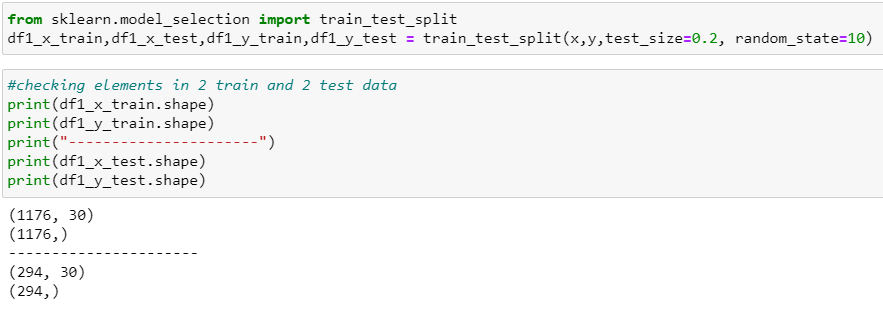 from sklearn.model_selection import train_test_split
df1_x_train,df1_x_test,df1_y_train,df1_y_test = train_test_split(x,y,test_size=0.2, random_state=10)
#checking elements in 2 train and 2 test data
print(df1_x_train.shape)
print(df1_y_train.shape)
print("----------------------")
print(df1_x_test.shape)
print(df1_y_test.shape)
(1176, 30)
(1176,)
----------------------
(294, 30)
(294,)